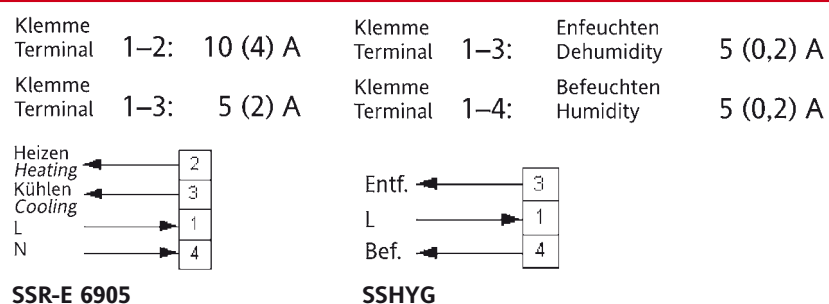 Klemme
Terminal 1–2: 10 (4) A
Klemme
Terminal 1–3: 5 (2) A
Klemme
Terminal 1–3: Enfeuchten
Dehumidity 5 (0,2) A
Klemme
Terminal 1–4: Befeuchten
Humidity 5 (0,2) A
Heizen
Heating 2
Kühlen
Cooling 3
L 1
N 4
SSR-E 6905
Entf. 3
L 1
Bef. 4
SSHYG